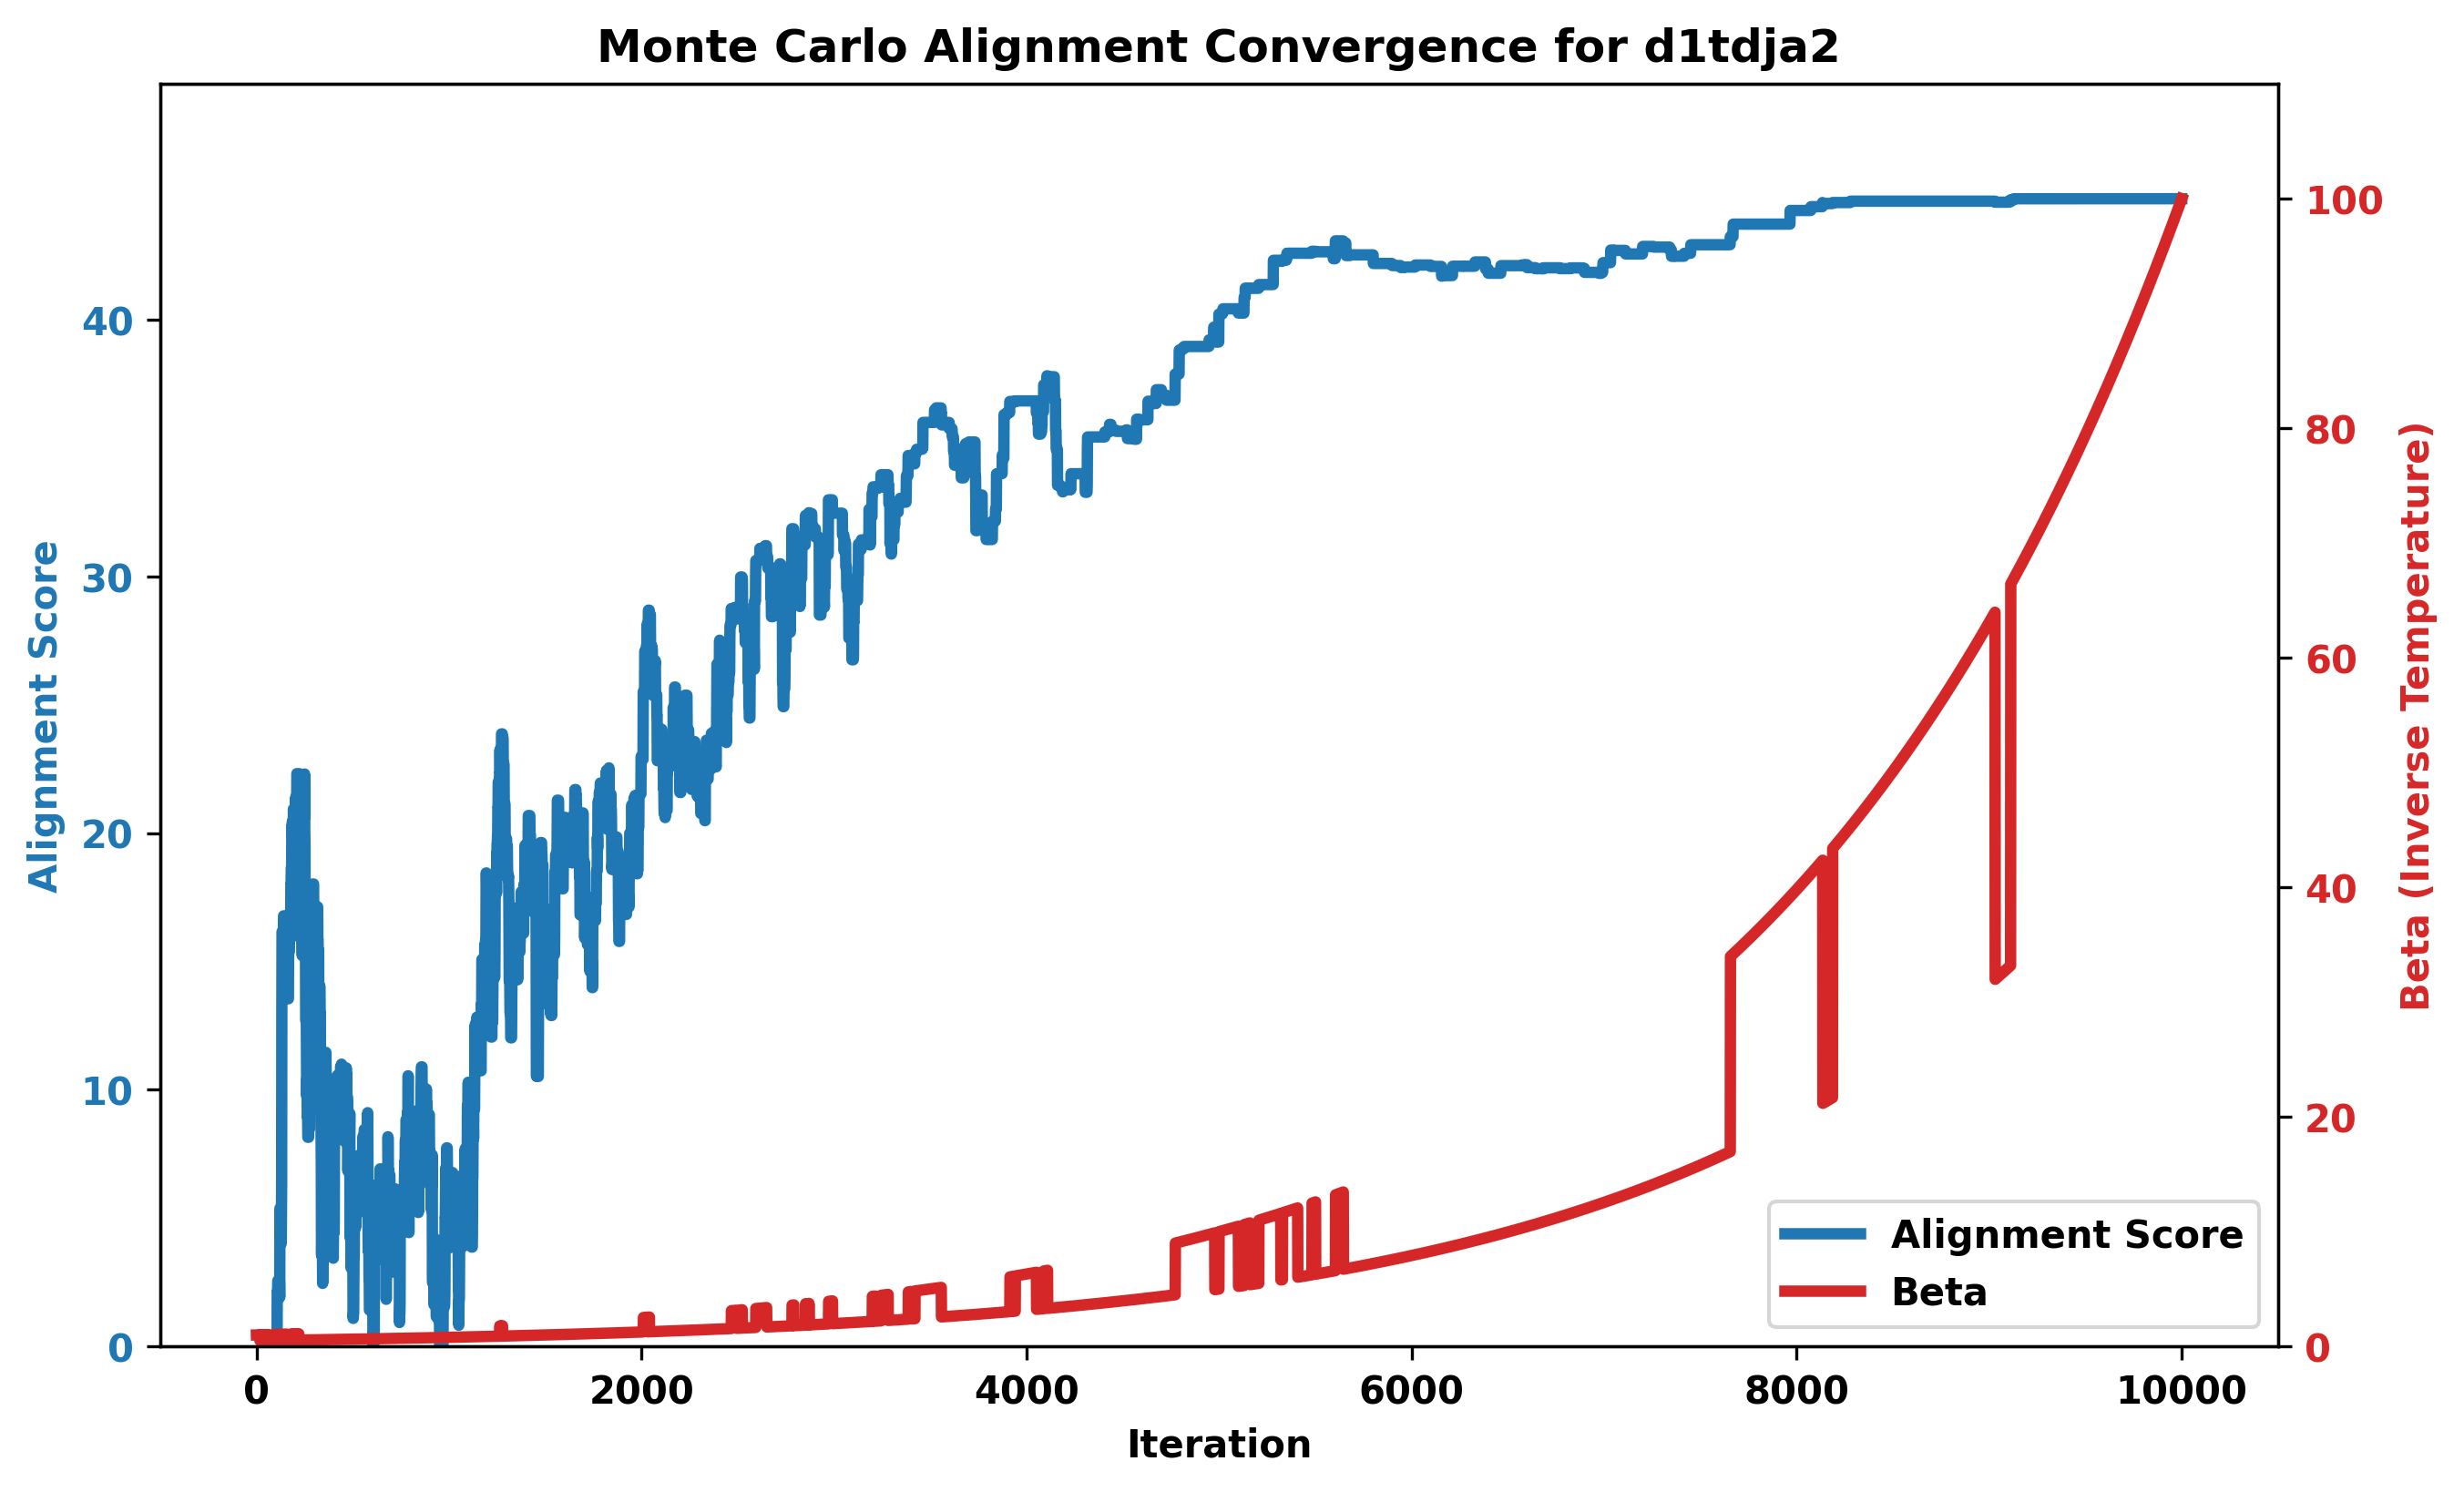 Monte Carlo Alignment Convergence for d1tdja2
Alignment Score
40
30
20
10
0
100
80
60
40
20
0
Beta (Inverse Temperature)
Alignment Score
Beta
0 2000 4000 6000 8000 10000
Iteration